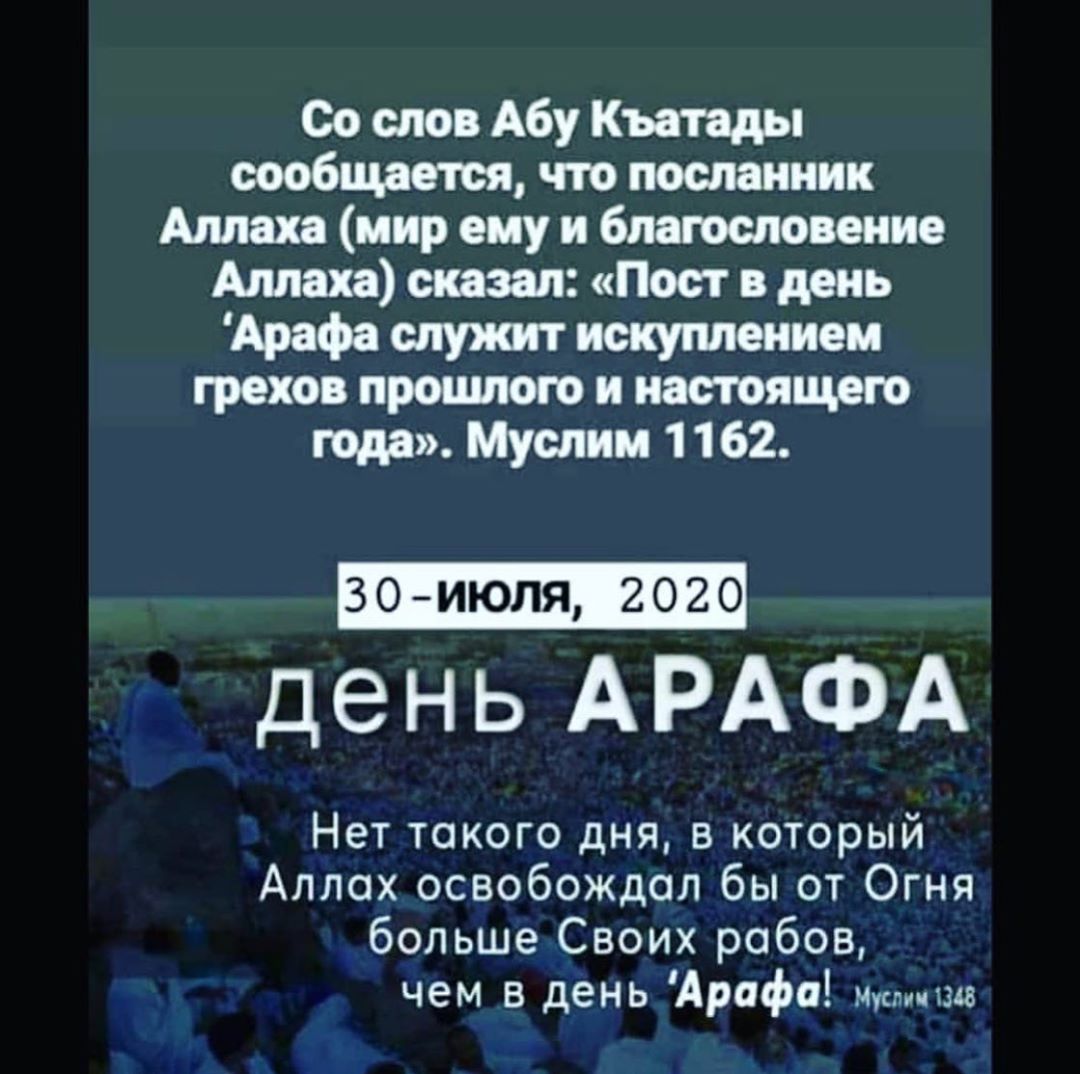 Со слов Абу Къатады
сообщается, что посланник
Аллаха (мир ему и благословение
Аллаха) сказал: «Пост в день
‘Арафа служит искуплением
грехов прошлого и настоящего
года». Муслим 1162.
30-июля, 2020
день АРАФА
Нет такого дня, в который
Аллах освобождал бы от Огня
больше Своих рабов,
чем в день ‘Арафа! Муслим 1348